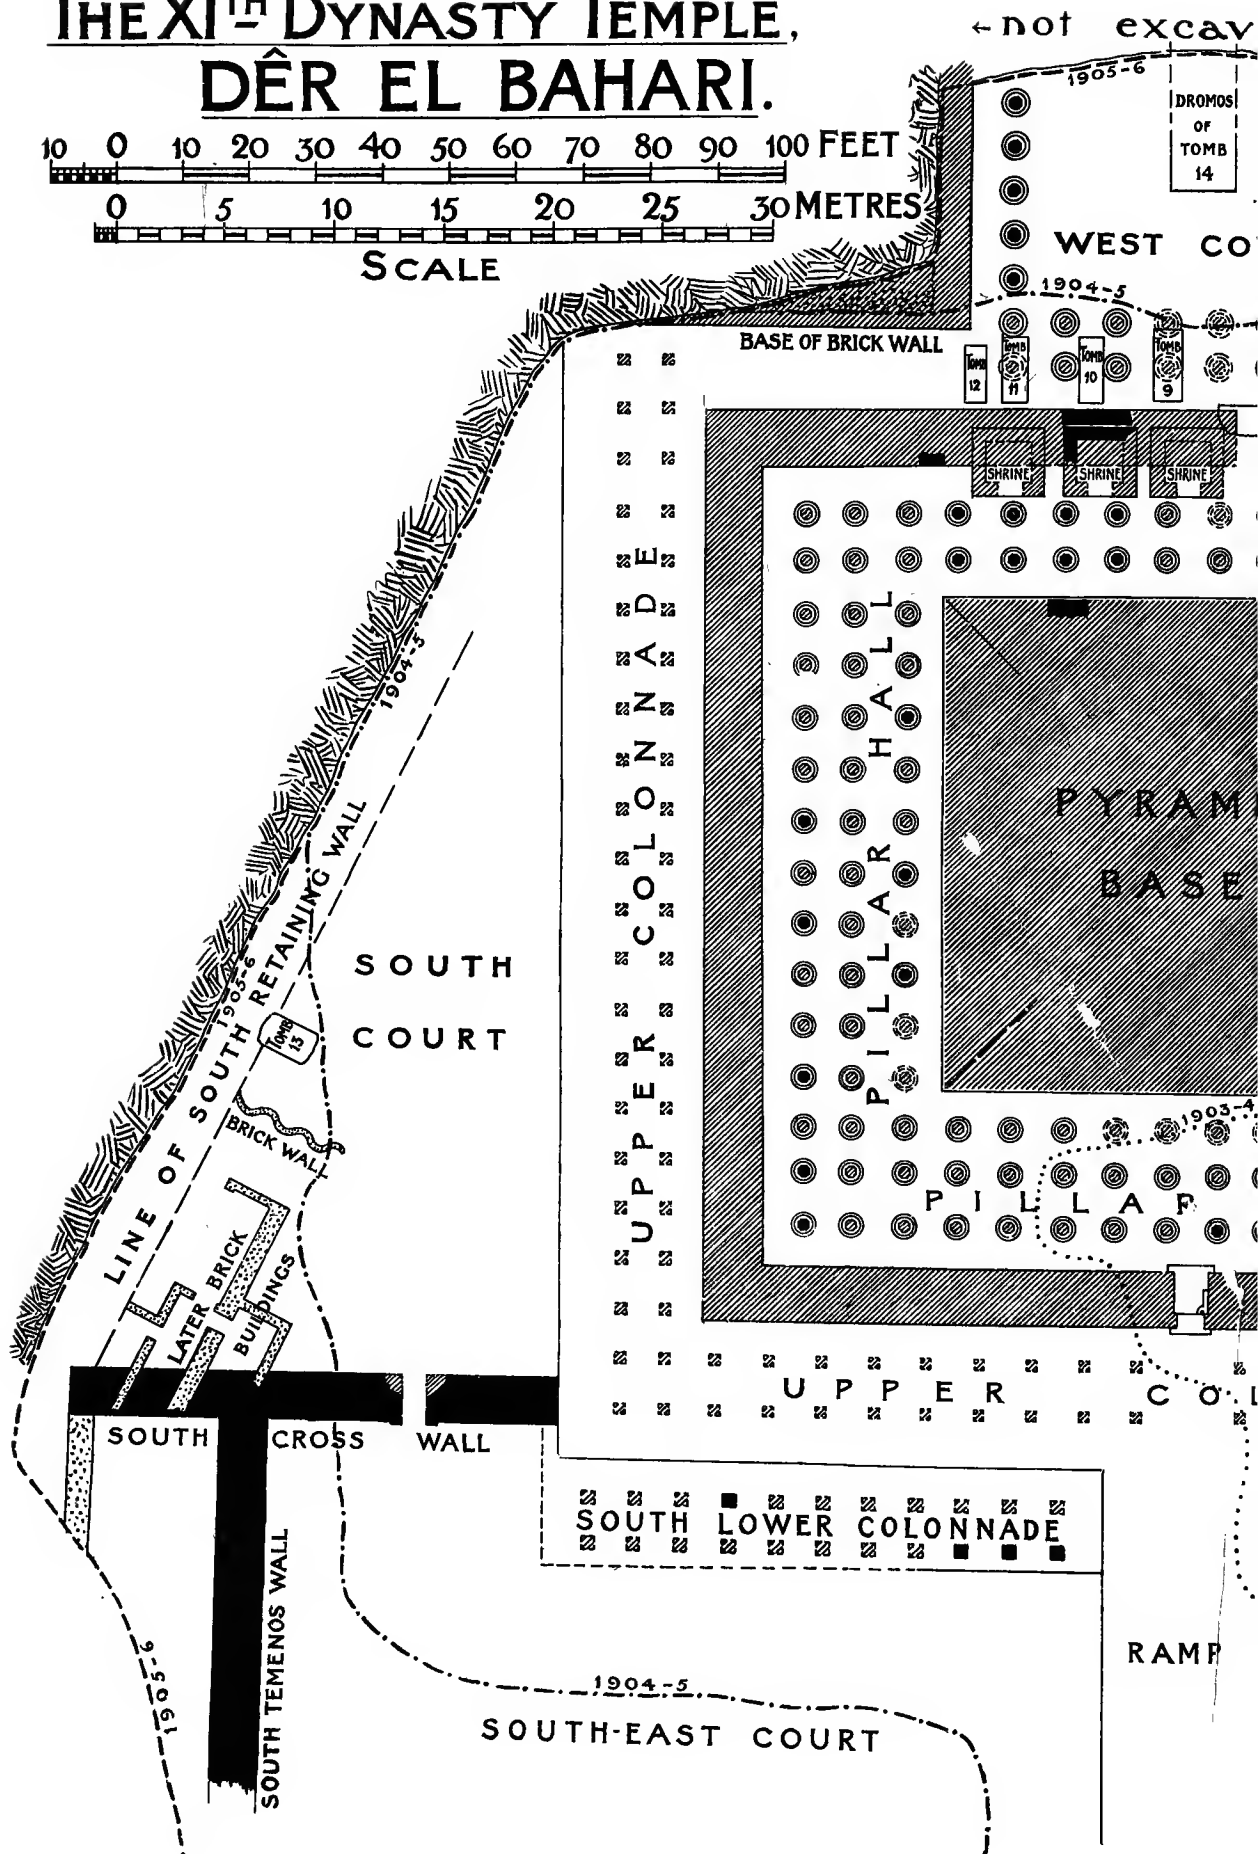 THE XITH DYNASTY TEMPLE,
DÊR EL BAHARI.
10 0 10 20 30 40 50 60 70 80 90 100 FEET
0 5 10 15 20 25 30 METRES
SCALE
←not excav
1905-6
DROMOS
OF
TOMB
14
WEST CO
1904-5
BASE OF BRICK WALL
TOMB
12
TOMB
11
TOMB
10
TOMB
9
SHRINE
SHRINE
SHRINE
UPPER COLONNADE
PILLAR HALL
PYRAM
BASE
1904-5
LINE OF SOUTH RETAINING WALL
1905-6
SOUTH
COURT
TOMB
13
BRICK WALL
LATER BRICK
BUILDINGS
1903-4
PILLAR
UPPER COL
SOUTH CROSS WALL
SOUTH LOWER COLONNADE
SOUTH TEMENOS WALL
1905-6
1904-5
SOUTH-EAST COURT
RAMP